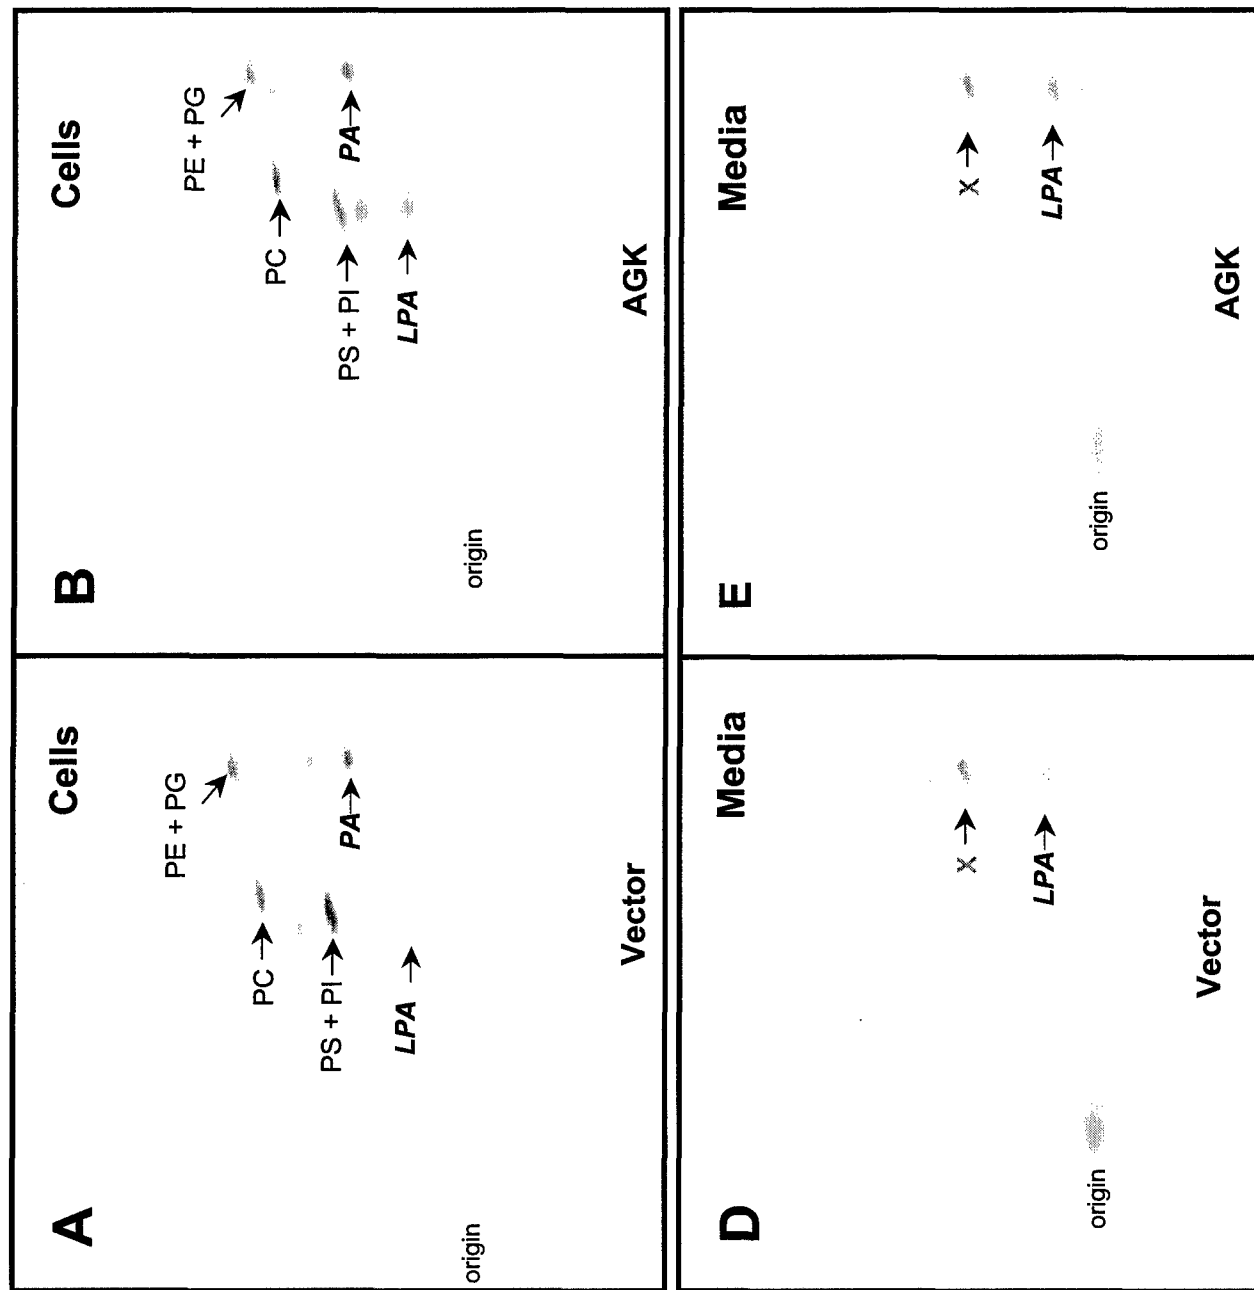 A
Cells
PE + PG
PC
PS + PI
PA
LPA
origin
Vector
B
Cells
PE + PG
PC
PS + PI
PA
LPA
origin
AGK
D
Media
X
LPA
origin
Vector
E
Media
X
LPA
origin
AGK